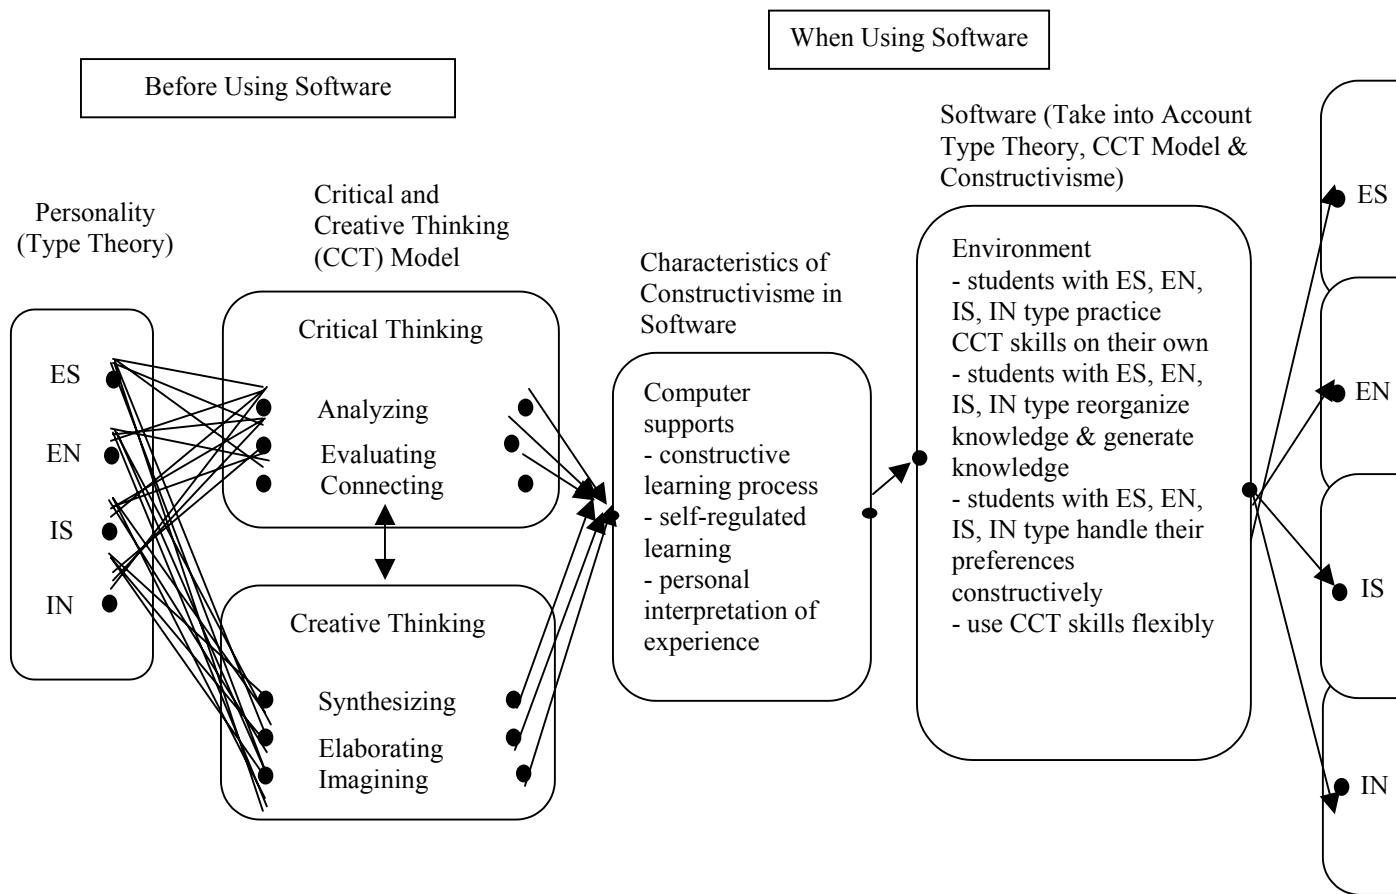 Before Using Software
When Using Software
Personality
(Type Theory)
ES
EN
IS
IN
Critical and
Creative Thinking
(CCT) Model
Critical Thinking
Analyzing
Evaluating
Connecting
Creative Thinking
Synthesizing
Elaborating
Imagining
Characteristics of
Constructivisme in
Software
Computer
supports
- constructive
learning process
- self-regulated
learning
- personal
interpretation of
experience
Software (Take into Account
Type Theory, CCT Model &
Constructivisme)
Environment
- students with ES, EN,
IS, IN type practice
CCT skills on their own
- students with ES, EN,
IS, IN type reorganize
knowledge & generate
knowledge
- students with ES, EN,
IS, IN type handle their
preferences
constructively
- use CCT skills flexibly
ES
EN
IS
IN